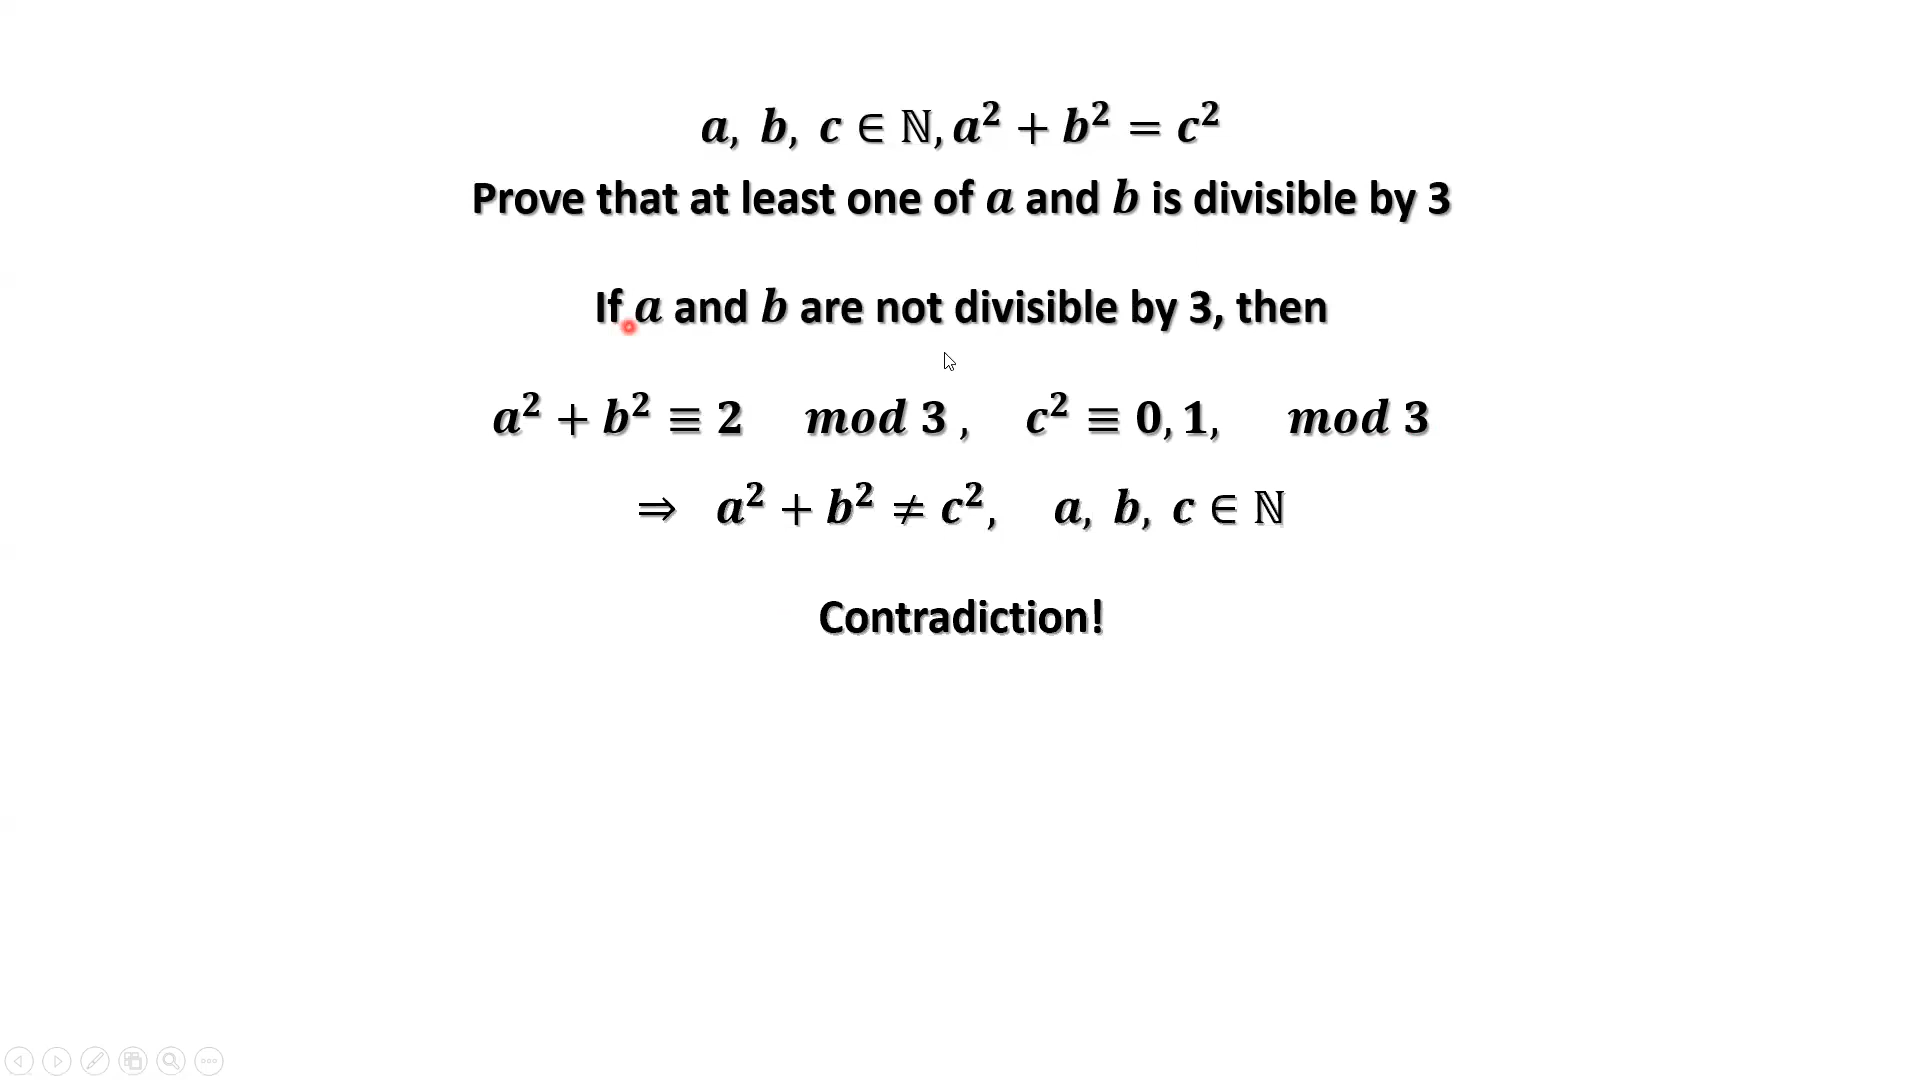 a, b, c ∈ ℕ, a² + b² = c²
Prove that at least one of a and b is divisible by 3
If a and b are not divisible by 3, then
a² + b² ≡ 2 mod 3 , c² ≡ 0, 1, mod 3
⇒ a² + b² ≠ c², a, b, c ∈ ℕ
Contradiction!